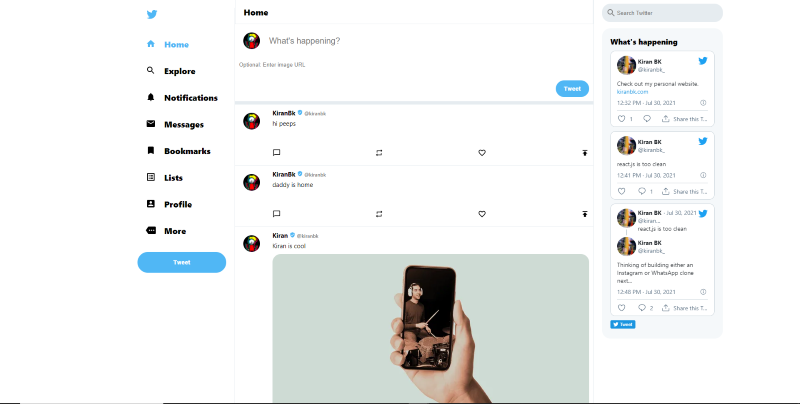 Home
Explore
Notifications
Messages
Bookmarks
Lists
Profile
More
Tweet
Home
What's happening?
Optional: Enter image URL
Tweet
KiranBk @kiranbk
hi peeps
KiranBk @kiranbk
daddy is home
Kiran @kiranbk
Kiran is cool
Search Twitter
What's happening
Kiran BK
@kiranbk_
Check out my personal website.
kiranbk.com
12:32 PM · Jul 30, 2021
1 Share this T...
Kiran BK
@kiranbk_
react.js is too clean
12:41 PM · Jul 30, 2021
1 Share this T...
Kiran BK · Jul 30, 2021
@kiran...
react.js is too clean
Kiran BK
@kiranbk_
Thinking of building either an
Instagram or WhatsApp clone
next...
12:48 PM · Jul 30, 2021
2 Share this T...
Tweet